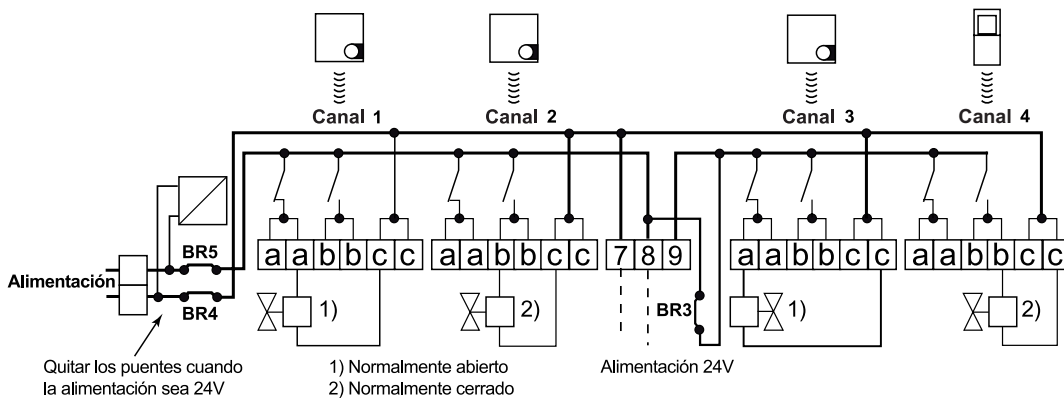 Canal 1
Canal 2
Canal 3
Canal 4
BR5
a a b b c c
a a b b c c
7 8 9
a a b b c c
a a b b c c
Alimentación
BR4
1)
2)
BR3
1)
2)
Quitar los puentes cuando
la alimentación sea 24V
1) Normalmente abierto
2) Normalmente cerrado
Alimentación 24V